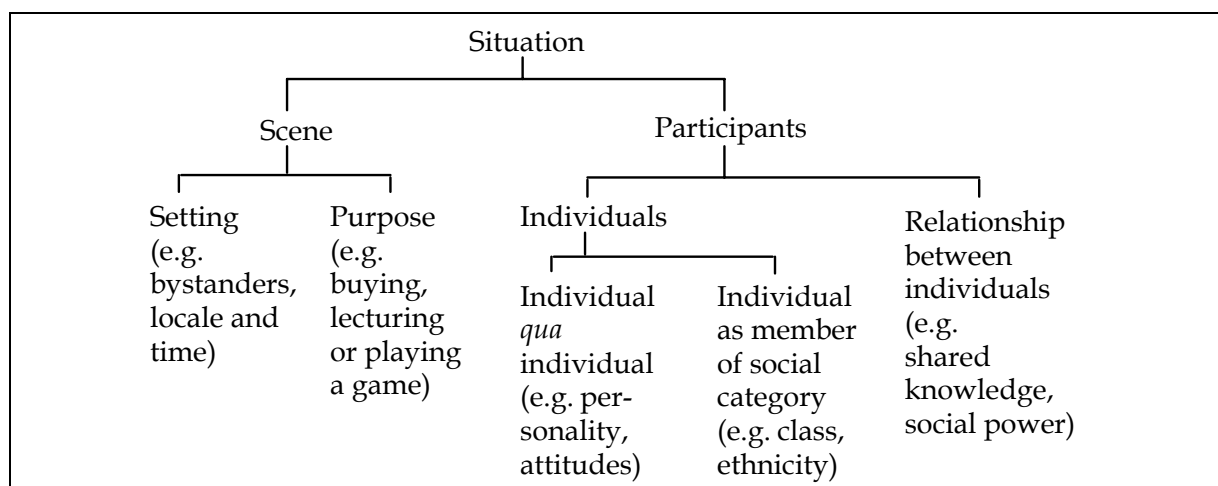 Situation
Scene
Participants
Setting
(e.g.
bystanders,
locale and
time)
Purpose
(e.g.
buying,
lecturing
or playing
a game)
Individuals
Individual
qua
individual
(e.g. per-
sonality,
attitudes)
Individual
as member
of social
category
(e.g. class,
ethnicity)
Relationship
between
individuals
(e.g.
shared
knowledge,
social power)